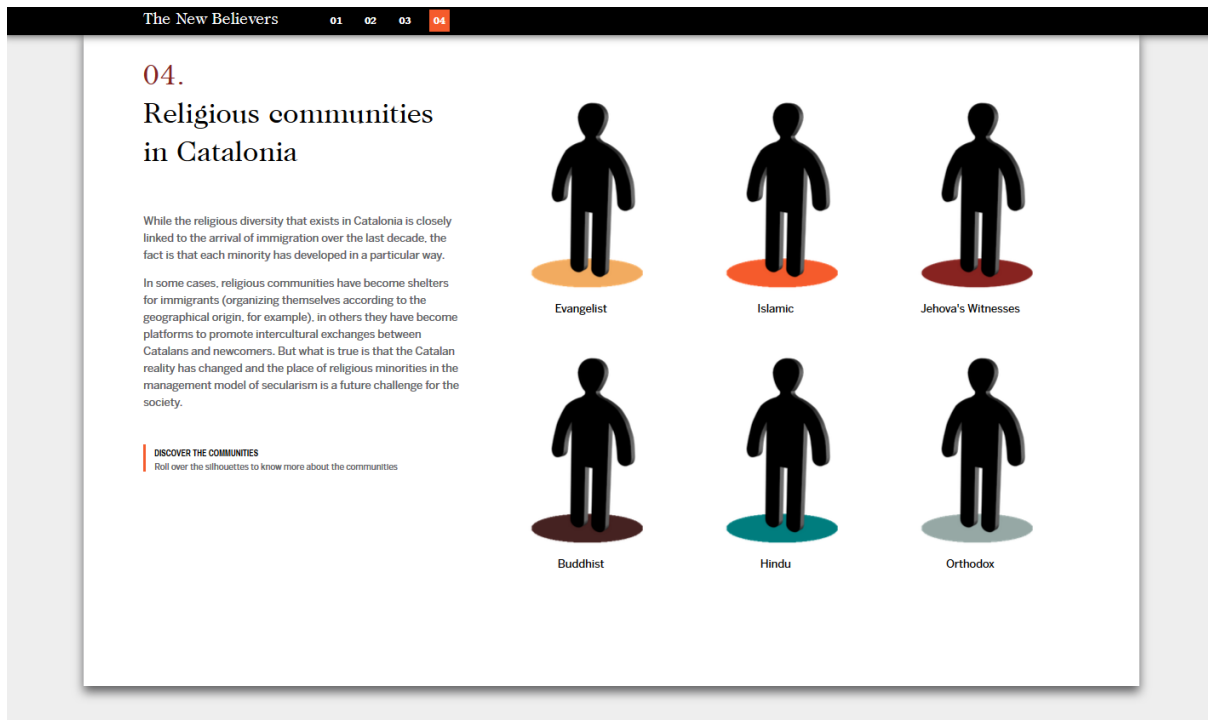 The New Believers 01 02 03 04
04.
Religious communities
in Catalonia
While the religious diversity that exists in Catalonia is closely
linked to the arrival of immigration over the last decade, the
fact is that each minority has developed in a particular way.
In some cases, religious communities have become shelters
for immigrants (organizing themselves according to the
geographical origin, for example), in others they have become
platforms to promote intercultural exchanges between
Catalans and newcomers. But what is true is that the Catalan
reality has changed and the place of religious minorities in the
management model of secularism is a future challenge for the
society.
DISCOVER THE COMMUNITIES
Roll over the silhouettes to know more about the communities
Evangelist
Islamic
Jehova's Witnesses
Buddhist
Hindu
Orthodox